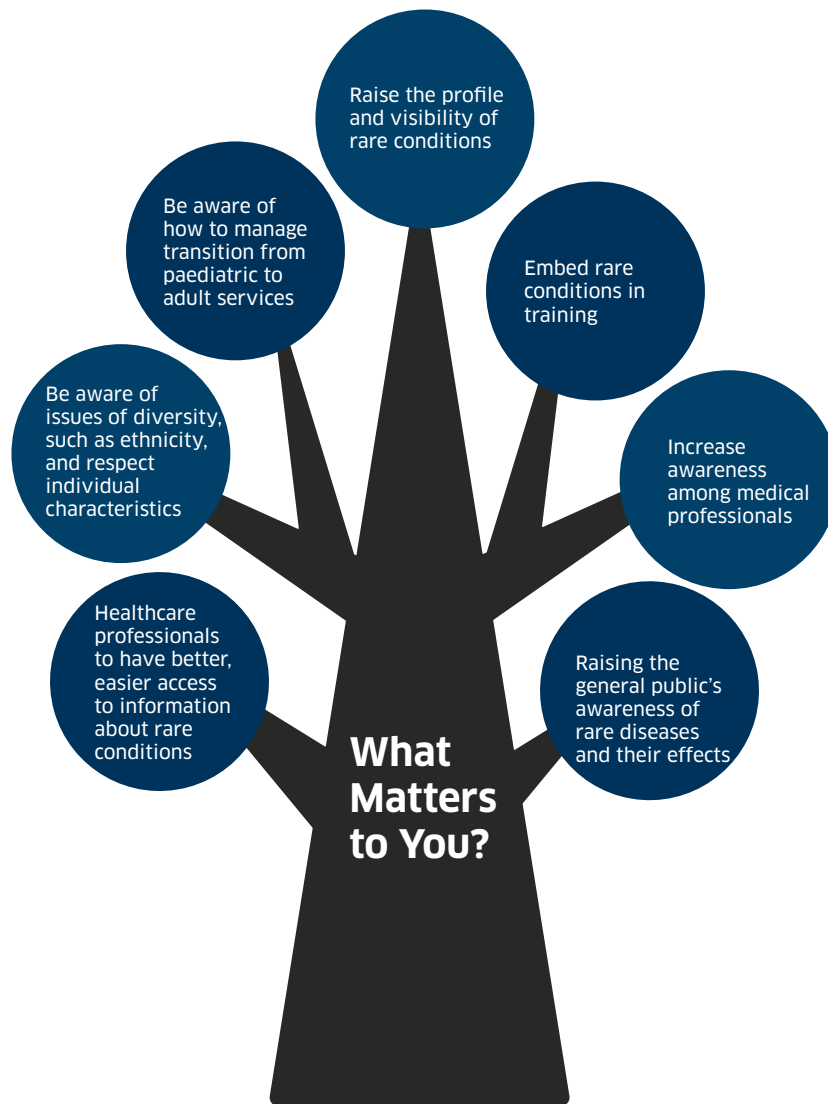 Raise the profile
and visibility of
rare conditions
Be aware of
how to manage
transition from
paediatric to
adult services
Embed rare
conditions in
training
Be aware of
issues of diversity,
such as ethnicity,
and respect
individual
characteristics
Increase
awareness
among medical
professionals
Healthcare
professionals
to have better,
easier access
to information
about rare
conditions
Raising the
general public’s
awareness of
rare diseases
and their effects
What
Matters
to You?